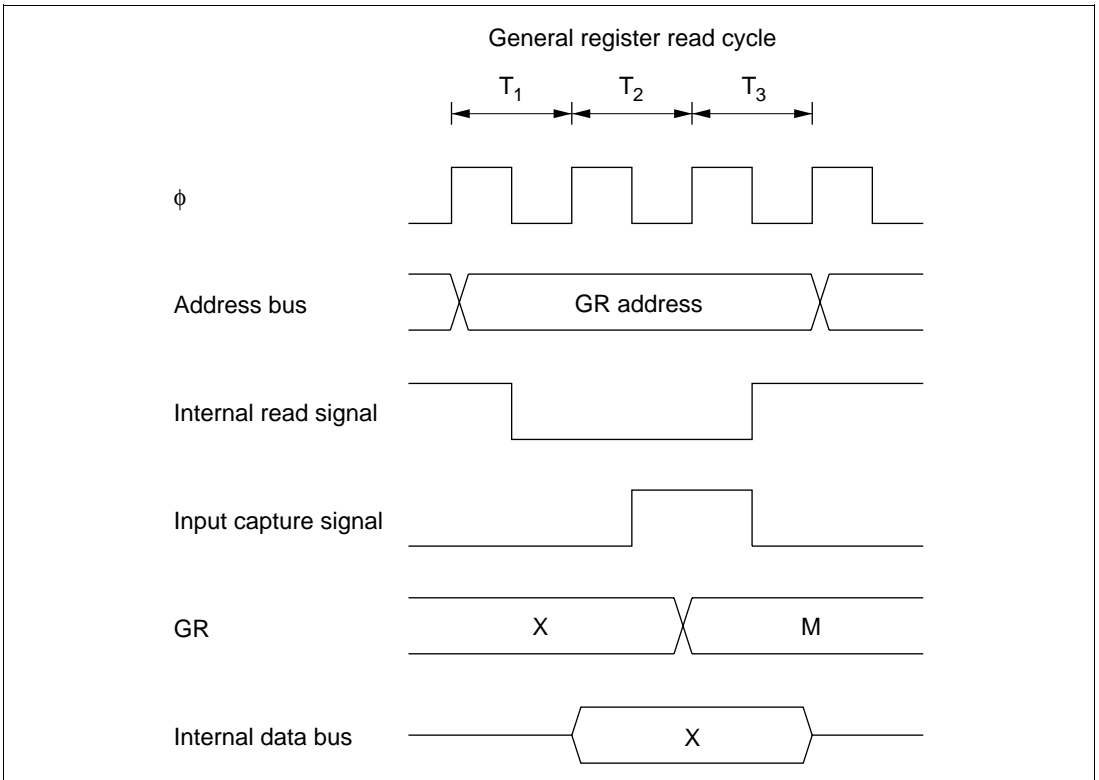 General register read cycle
T1 T2 T3
ϕ
Address bus GR address
Internal read signal
Input capture signal
GR X M
Internal data bus X